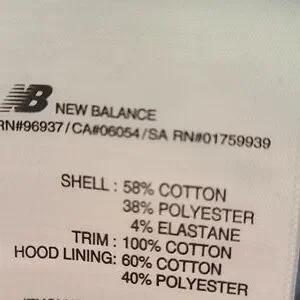 NB NEW BALANCE
RN#96937/CA#06054/SA RN#01759939
SHELL : 58% COTTON
38% POLYESTER
4% ELASTANE
TRIM : 100% COTTON
HOOD LINING : 60% COTTON
40% POLYESTER